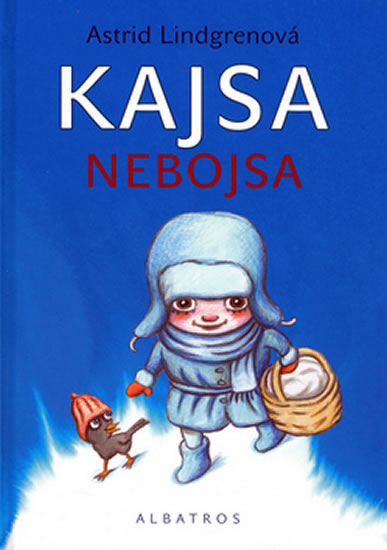 Astrid Lindgrenová
KAJSA
NEBOJSA
ALBATROS